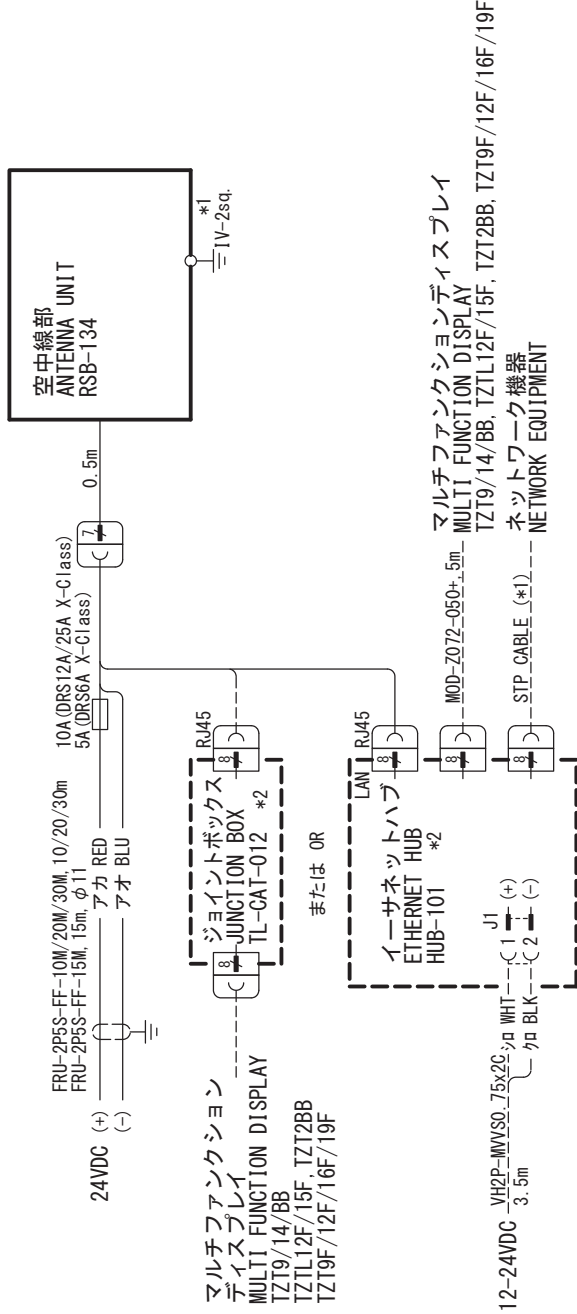 空中線部
ANTENNA UNIT
RSB-134
*1
IV-2sq.
0.5m
7
10A(DRS12A/25A X-Class)
5A(DRS6A X-Class)
FRU-2P5S-FF-10M/20M/30M, 10/20/30m
FRU-2P5S-FF-15M, 15m, φ11
アカ RED
アオ BLU
24VDC (+)
(-)
RJ45
8
ジョイントボックス
JUNCTION BOX
TL-CAT-012 *2
8
マルチファンクション
ディスプレイ
MULTI FUNCTION DISPLAY
TZT9/14/BB
TZTL12F/15F, TZT2BB
TZT9F/12F/16F/19F
または OR
LAN RJ45
8
イーサネットハブ
ETHERNET HUB *2
HUB-101
8
MOD-Z072-050+, 5m
マルチファンクションディスプレイ
MULTI FUNCTION DISPLAY
TZT9/14/BB, TZTL12F/15F, TZT2BB, TZT9F/12F/16F/19F
8
STP CABLE (*1)
ネットワーク機器
NETWORK EQUIPMENT
J1
1 (+)
2 (-)
12-24VDC
VH2P-MVVS0.75x2C
3.5m
シロ WHT
クロ BLK